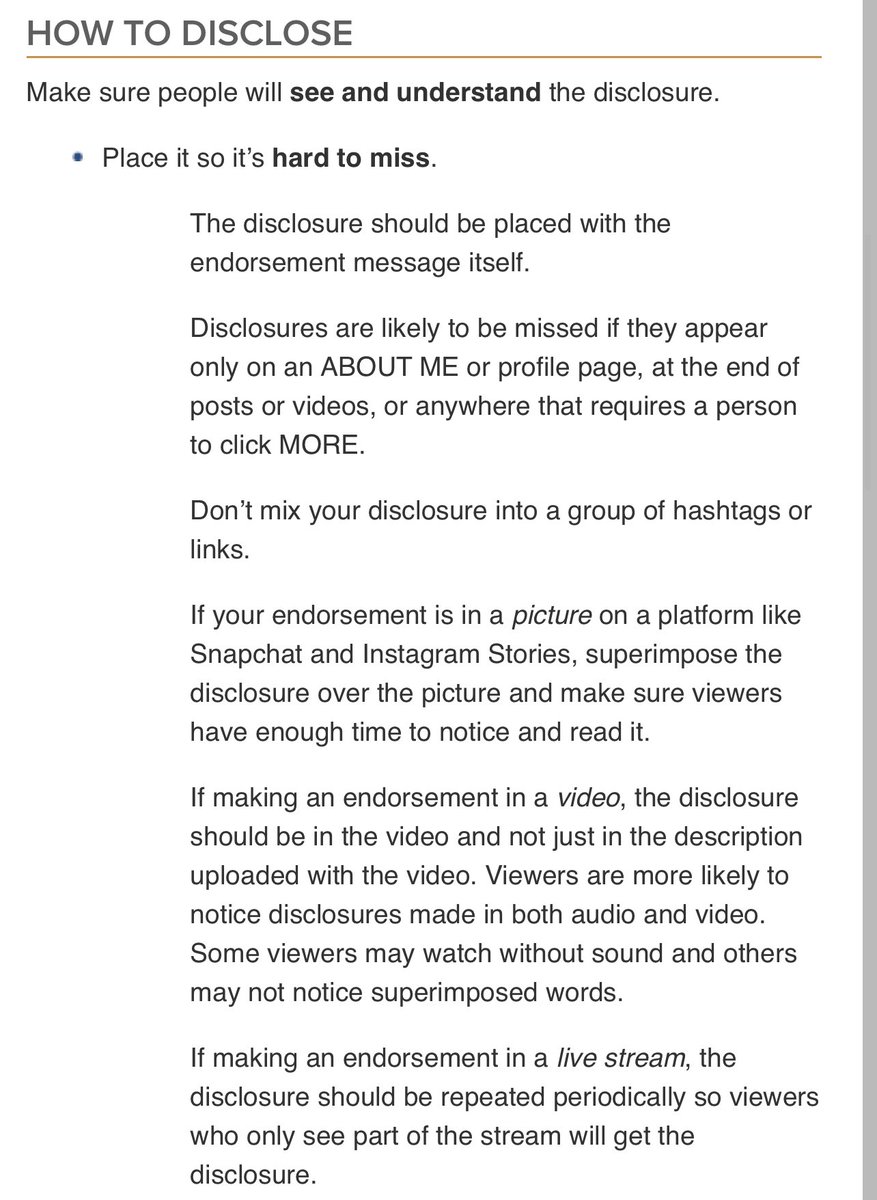 HOW TO DISCLOSE
Make sure people will see and understand the disclosure.
• Place it so it’s hard to miss.
The disclosure should be placed with the
endorsement message itself.
Disclosures are likely to be missed if they appear
only on an ABOUT ME or profile page, at the end of
posts or videos, or anywhere that requires a person
to click MORE.
Don’t mix your disclosure into a group of hashtags or
links.
If your endorsement is in a picture on a platform like
Snapchat and Instagram Stories, superimpose the
disclosure over the picture and make sure viewers
have enough time to notice and read it.
If making an endorsement in a video, the disclosure
should be in the video and not just in the description
uploaded with the video. Viewers are more likely to
notice disclosures made in both audio and video.
Some viewers may watch without sound and others
may not notice superimposed words.
If making an endorsement in a live stream, the
disclosure should be repeated periodically so viewers
who only see part of the stream will get the
disclosure.